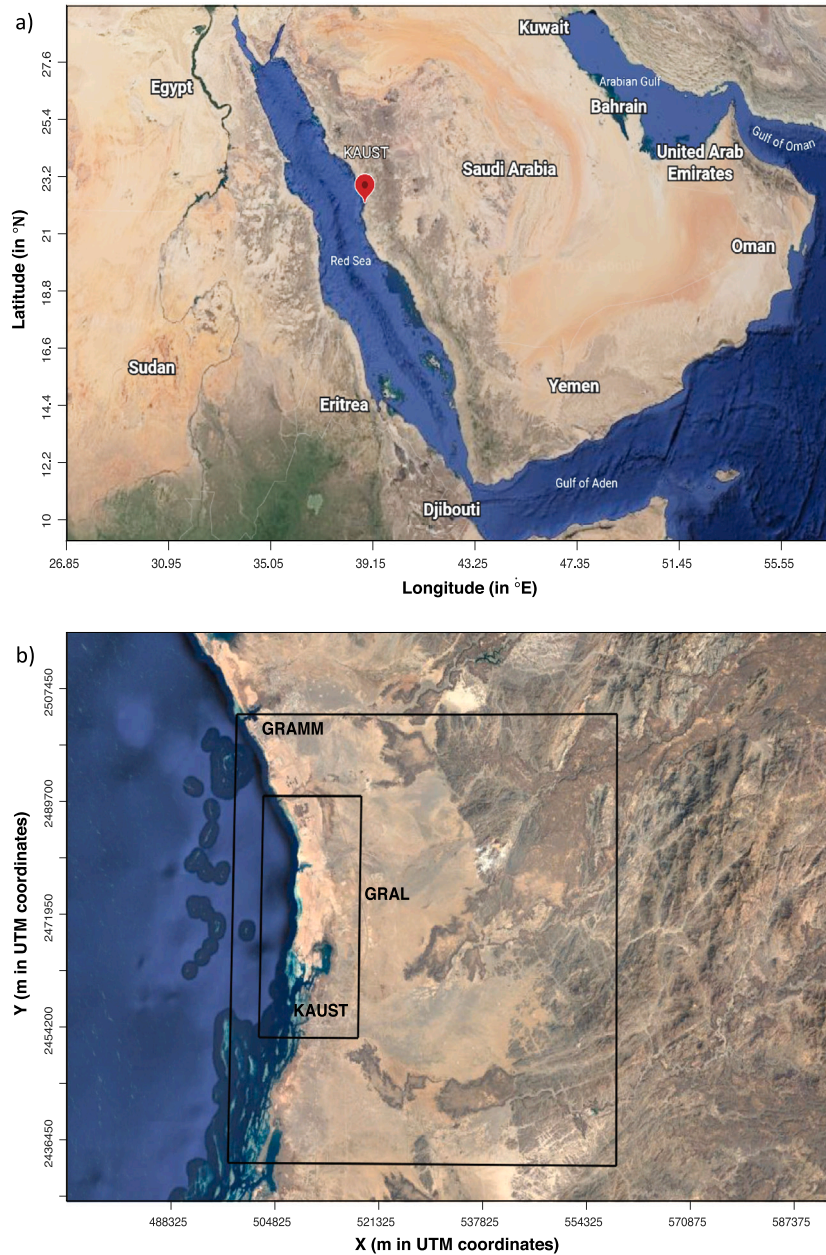 a)
Kuwait
27.6
Arabian Gulf
Egypt
Bahrain
25.4
Gulf of Oman
KAUST
United Arab
Emirates
Saudi Arabia
23.2
21
Oman
Red Sea
Latitude (in °N)
18.8
16.6
Sudan
Yemen
Eritrea
14.4
12.2
Gulf of Aden
Djibouti
10
26.85 30.95 35.05 39.15 43.25 47.35 51.45 55.55
Longitude (in °E)
b)
2507450
GRAMM
2489700
GRAL
2471950
Y (m in UTM coordinates)
KAUST
2454200
2436450
488325 504825 521325 537825 554325 570875 587375
X (m in UTM coordinates)